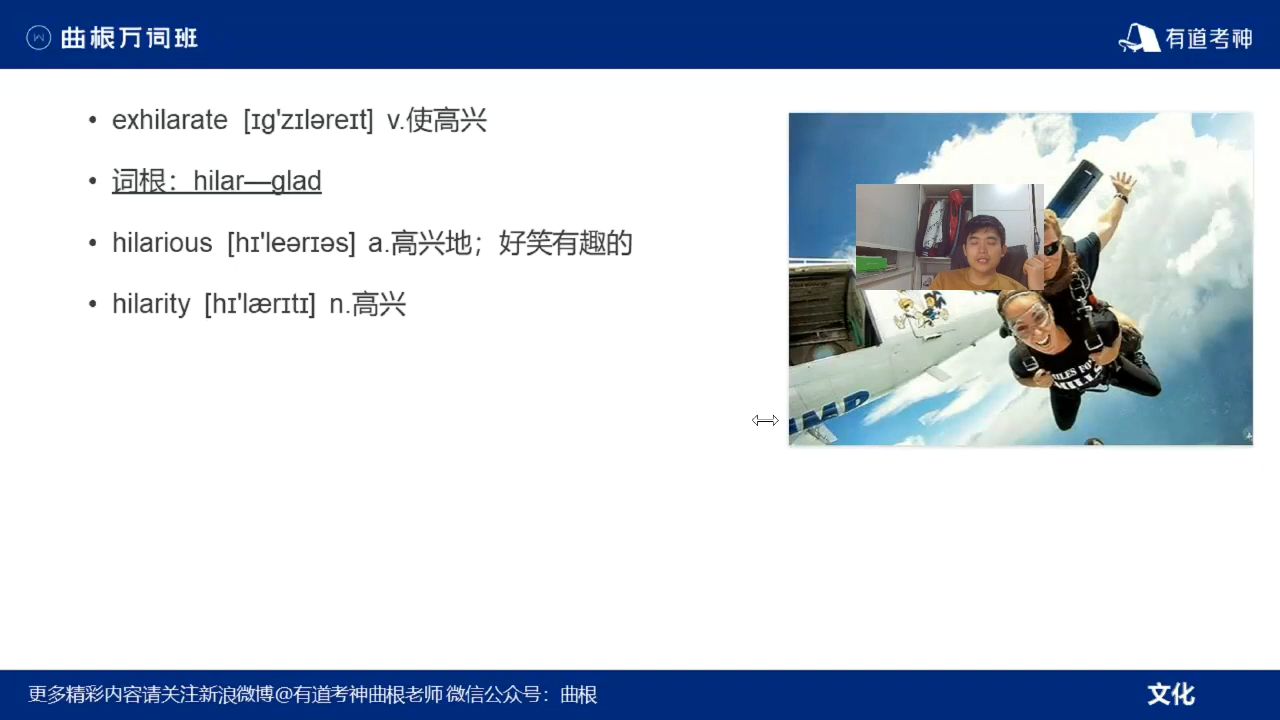 曲根万词班
有道考神
exhilarate [ɪg'zɪləreɪt] v.使高兴
词根：hilar—glad
hilarious [hɪ'leərɪəs] a.高兴地；好笑有趣的
hilarity [hɪ'lærɪtɪ] n.高兴
更多精彩内容请关注新浪微博@有道考神曲根老师 微信公众号：曲根
文化